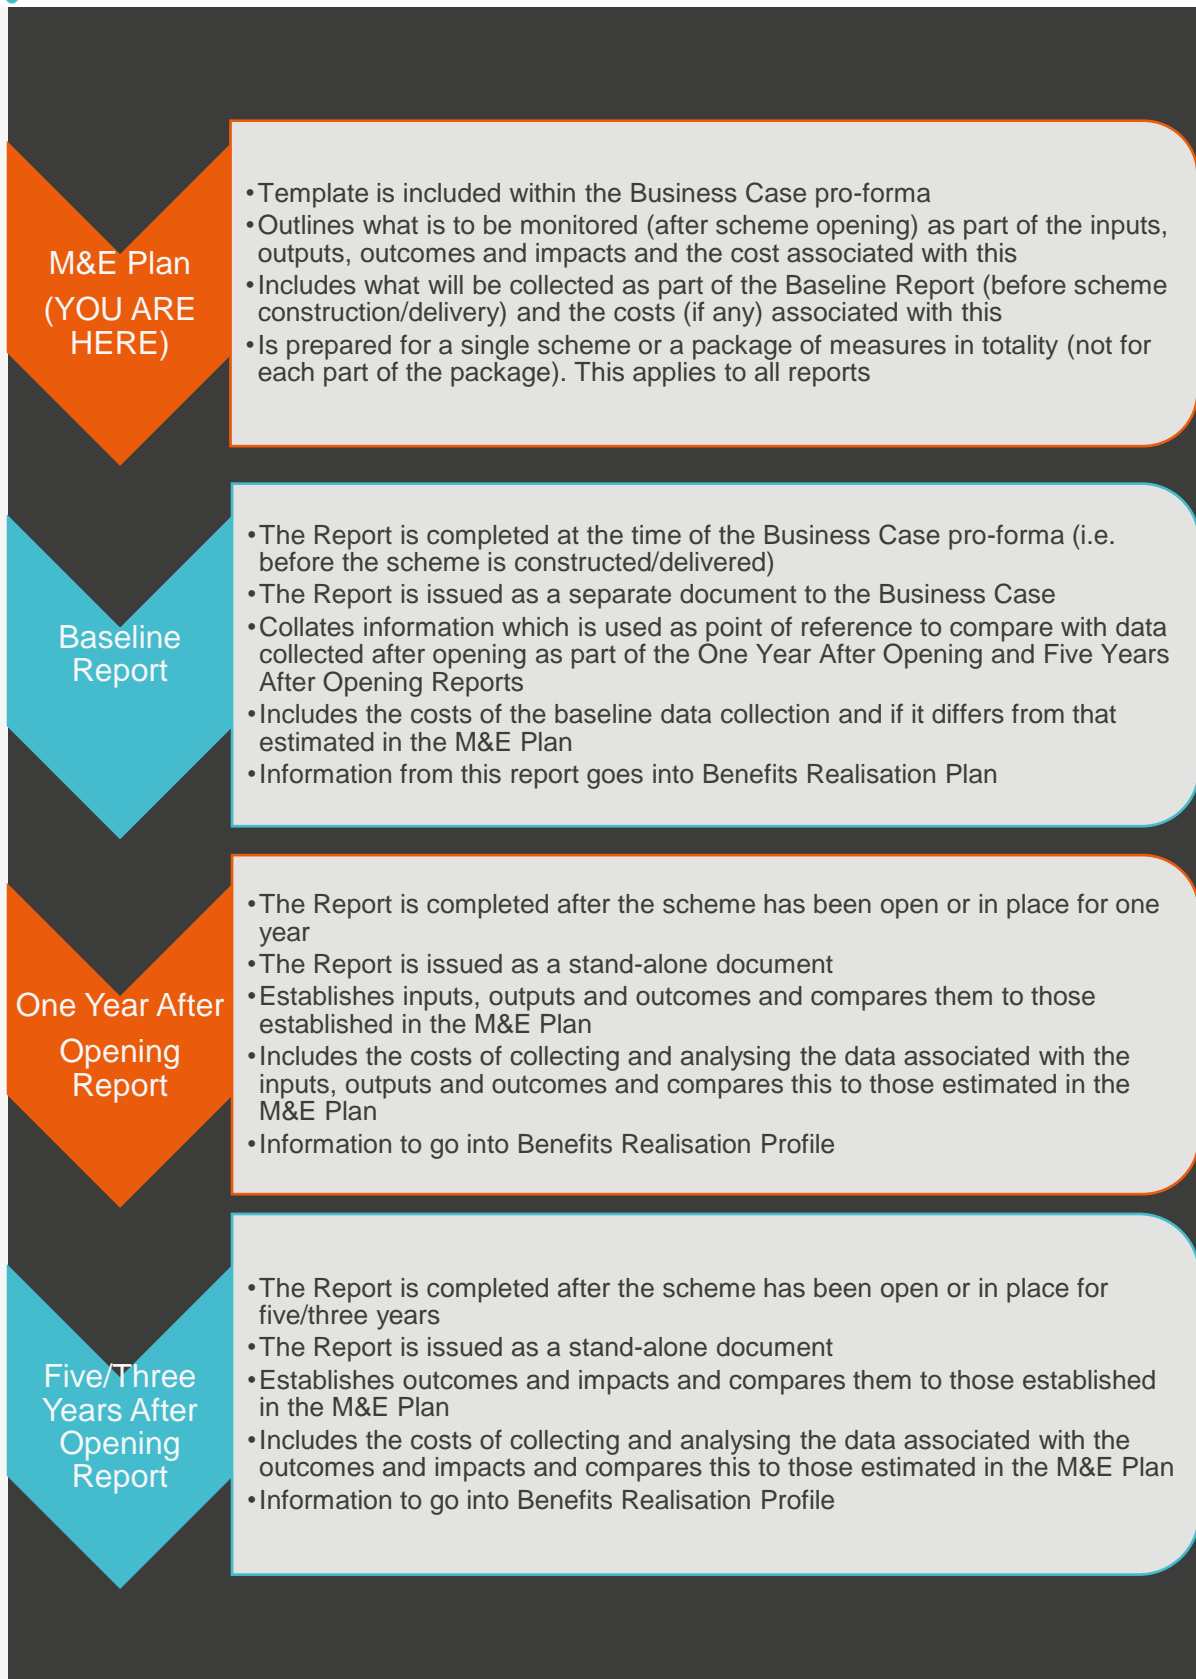 M&E Plan
(YOU ARE
HERE)
•Template is included within the Business Case pro-forma
•Outlines what is to be monitored (after scheme opening) as part of the inputs,
outputs, outcomes and impacts and the cost associated with this
•Includes what will be collected as part of the Baseline Report (before scheme
construction/delivery) and the costs (if any) associated with this
•Is prepared for a single scheme or a package of measures in totality (not for
each part of the package). This applies to all reports
Baseline
Report
•The Report is completed at the time of the Business Case pro-forma (i.e.
before the scheme is constructed/delivered)
•The Report is issued as a separate document to the Business Case
•Collates information which is used as point of reference to compare with data
collected after opening as part of the One Year After Opening and Five Years
After Opening Reports
•Includes the costs of the baseline data collection and if it differs from that
estimated in the M&E Plan
•Information from this report goes into Benefits Realisation Plan
One Year After
Opening
Report
•The Report is completed after the scheme has been open or in place for one
year
•The Report is issued as a stand-alone document
•Establishes inputs, outputs and outcomes and compares them to those
established in the M&E Plan
•Includes the costs of collecting and analysing the data associated with the
inputs, outputs and outcomes and compares this to those estimated in the
M&E Plan
•Information to go into Benefits Realisation Profile
Five/Three
Years After
Opening
Report
•The Report is completed after the scheme has been open or in place for
five/three years
•The Report is issued as a stand-alone document
•Establishes outcomes and impacts and compares them to those established
in the M&E Plan
•Includes the costs of collecting and analysing the data associated with the
outcomes and impacts and compares this to those estimated in the M&E Plan
•Information to go into Benefits Realisation Profile